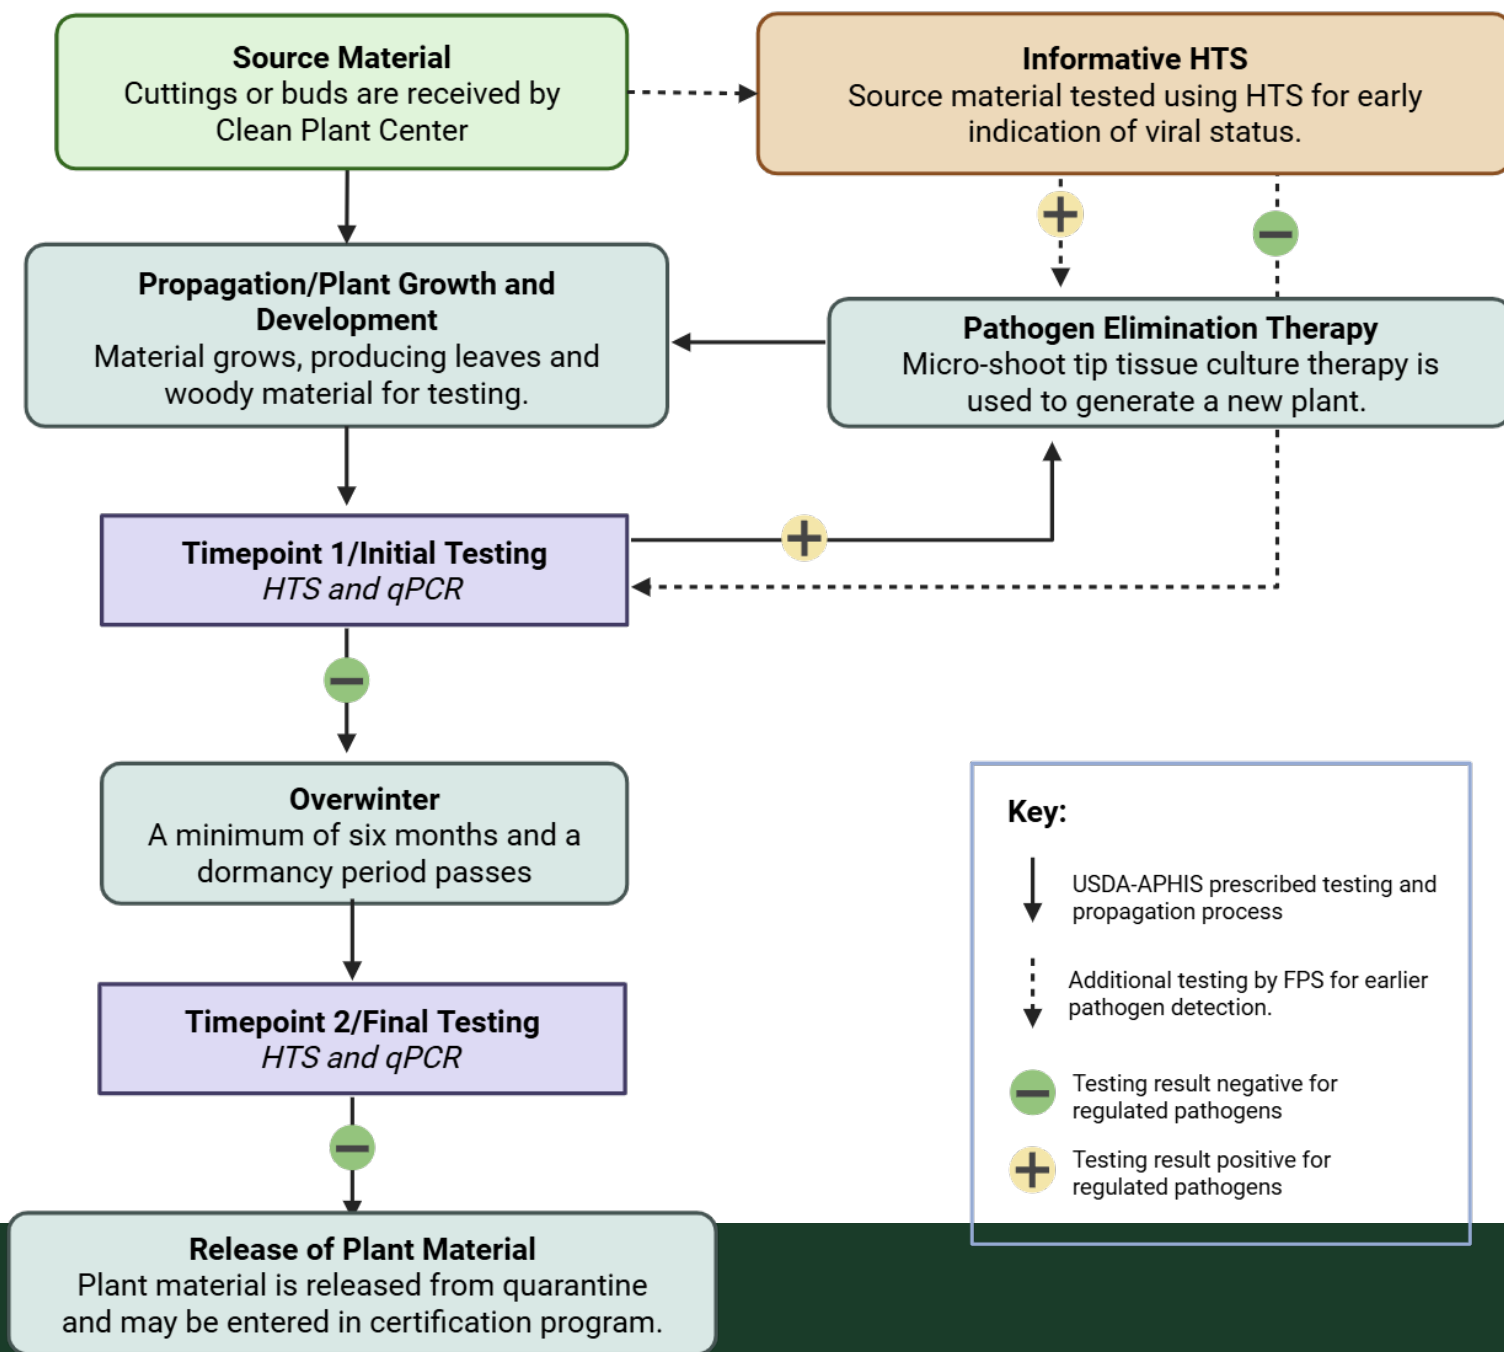 Source Material
Cuttings or buds are received by
Clean Plant Center
Informative HTS
Source material tested using HTS for early
indication of viral status.
Propagation/Plant Growth and
Development
Material grows, producing leaves and
woody material for testing.
Pathogen Elimination Therapy
Micro-shoot tip tissue culture therapy is
used to generate a new plant.
Timepoint 1/Initial Testing
HTS and qPCR
Overwinter
A minimum of six months and a
dormancy period passes
Timepoint 2/Final Testing
HTS and qPCR
Release of Plant Material
Plant material is released from quarantine
and may be entered in certification program.
Key:
USDA-APHIS prescribed testing and
propagation process
Additional testing by FPS for earlier
pathogen detection.
Testing result negative for
regulated pathogens
Testing result positive for
regulated pathogens